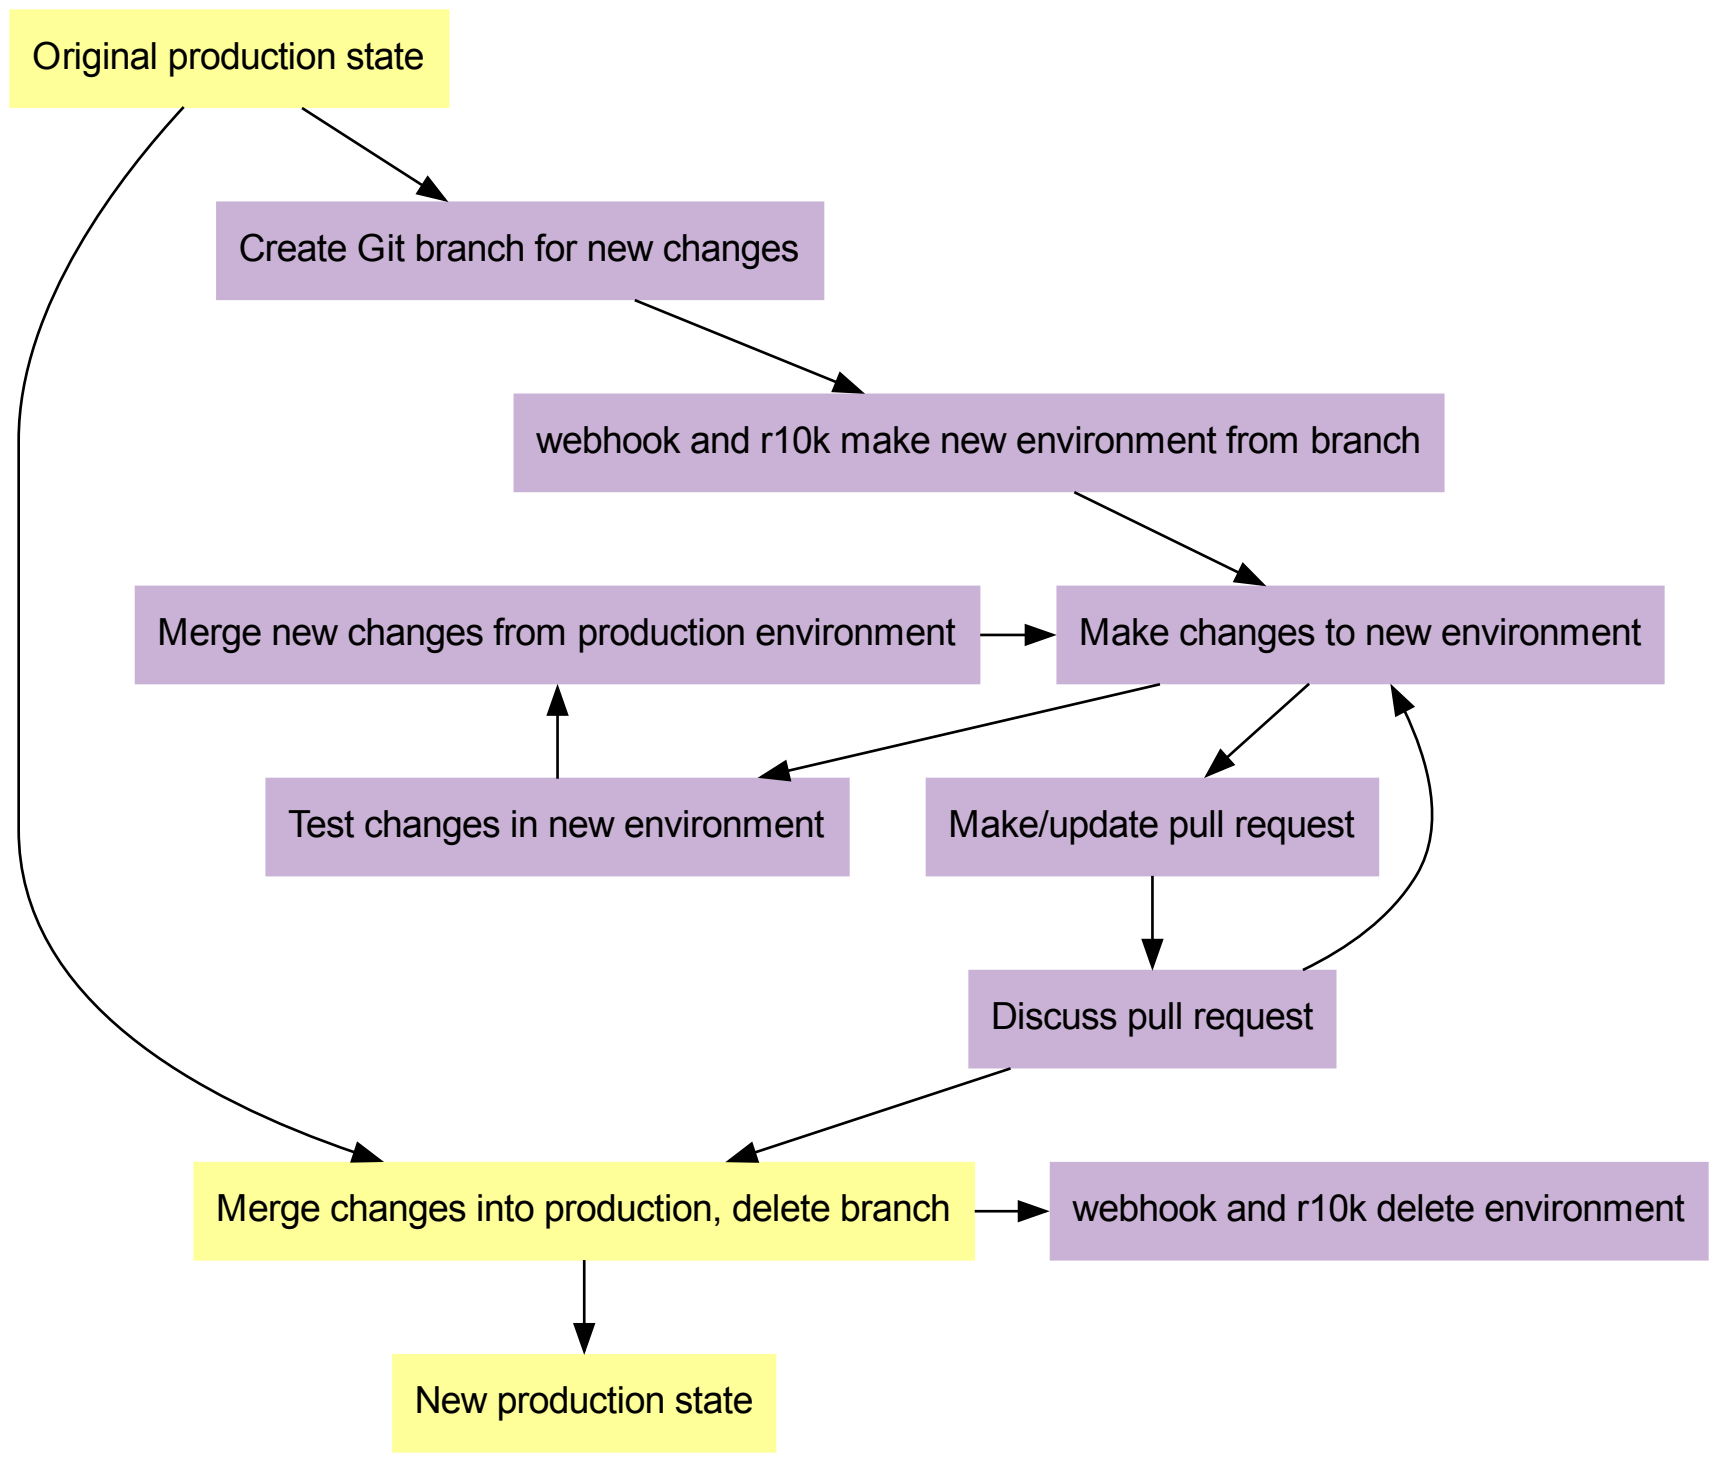 Original production state
Create Git branch for new changes
webhook and r10k make new environment from branch
Merge new changes from production environment
Make changes to new environment
Test changes in new environment
Make/update pull request
Discuss pull request
Merge changes into production, delete branch
webhook and r10k delete environment
New production state